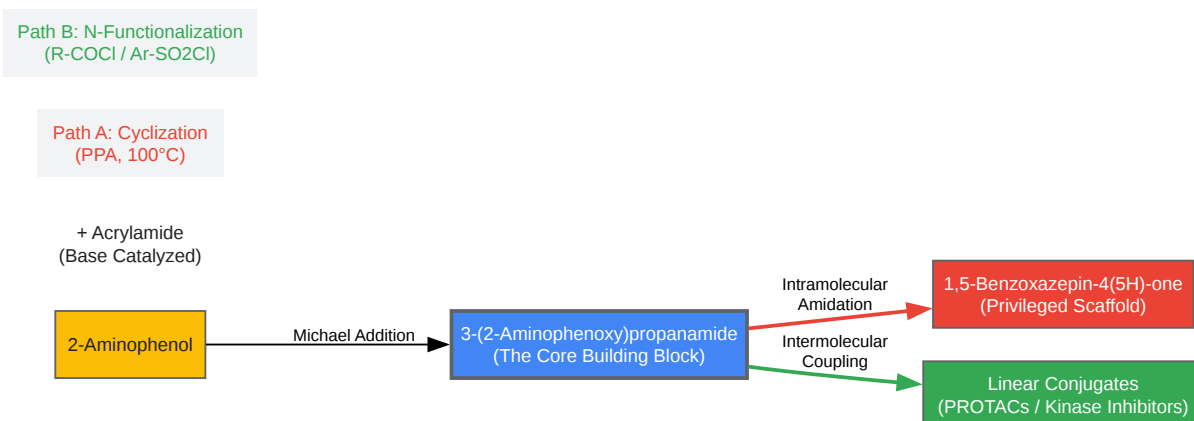 Path B: N-Functionalization
(R-COCl / Ar-SO2Cl)
Path A: Cyclization
(PPA, 100°C)
+ Acrylamide
(Base Catalyzed)
2-Aminophenol
Michael Addition
3-(2-Aminophenoxy)propanamide
(The Core Building Block)
Intramolecular
Amidation
Intermolecular
Coupling
1,5-Benzoxazepin-4(5H)-one
(Privileged Scaffold)
Linear Conjugates
(PROTACs / Kinase Inhibitors)